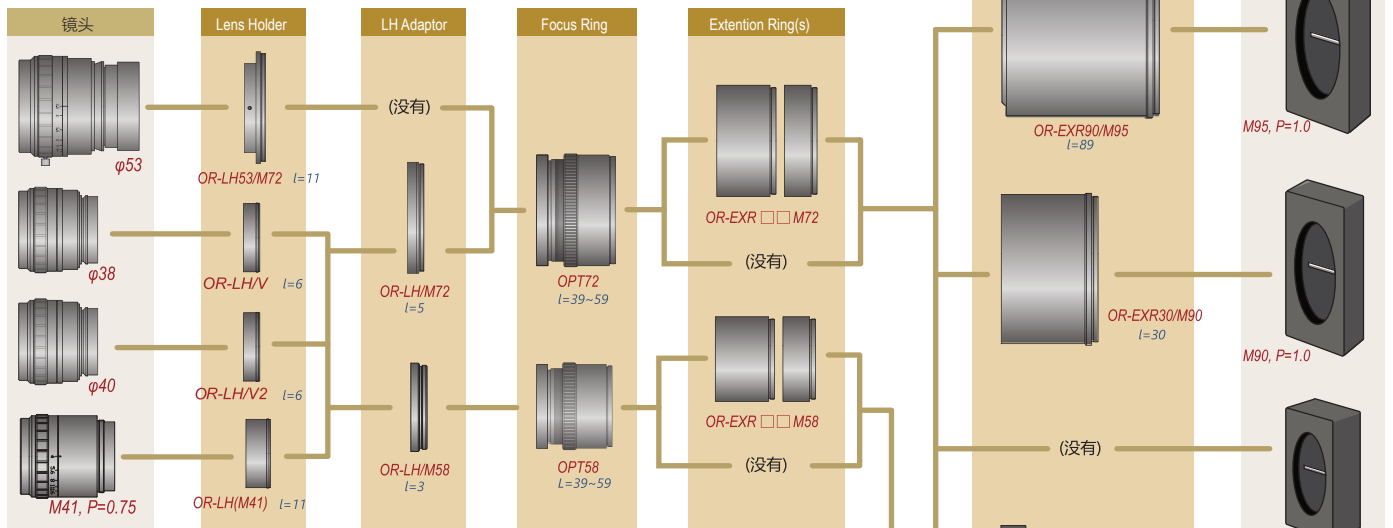 镜头
Lens Holder
LH Adaptor
Focus Ring
Extention Ring(s)
φ53
OR-LH53/M72 l=11
(没有)
φ38
OR-LH/V l=6
OR-LH/M72
l=5
φ40
OR-LH/V2 l=6
OR-LH/M58
l=3
M41, P=0.75
OR-LH(M41) l=11
OPT72
l=39~59
OPT58
L=39~59
OR-EXR □□ M72
(没有)
OR-EXR □□ M58
(没有)
OR-EXR90/M95
l=89
M95, P=1.0
OR-EXR30/M90
l=30
M90, P=1.0
(没有)